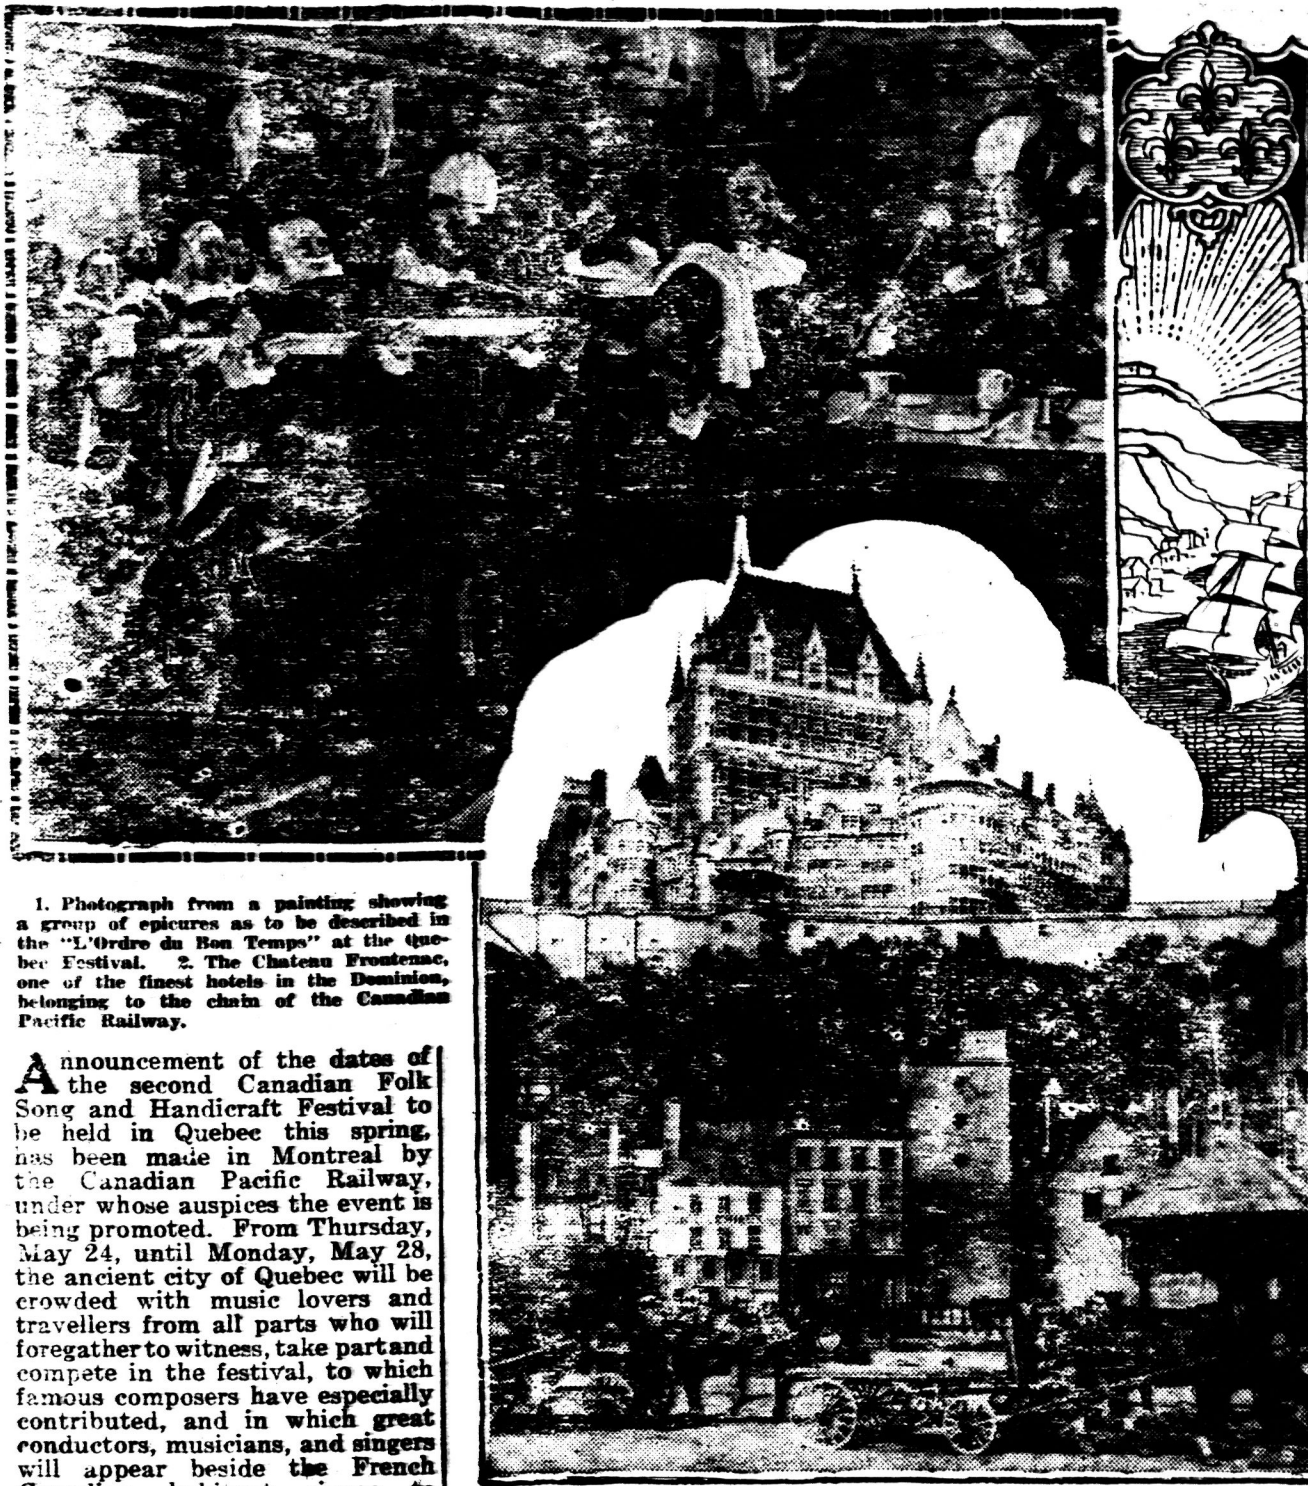 1. Photograph from a painting showing
a group of epicures as to be described in
the "L'Ordre du Bon Temps" at the Que-
bec Festival. 2. The Chateau Frontenac,
one of the finest hotels in the Dominion,
belonging to the chain of the Canadian
Pacific Railway.
Announcement of the dates of
the second Canadian Folk
Song and Handicraft Festival to
be held in Quebec this spring,
has been made in Montreal by
the Canadian Pacific Railway,
under whose auspices the event is
being promoted. From Thursday,
May 24, until Monday, May 28,
the ancient city of Quebec will be
crowded with music lovers and
travellers from all parts who will
foregather to witness, take part and
compete in the festival, to which
famous composers have especially
contributed, and in which great
conductors, musicians, and singers
will appear beside the French